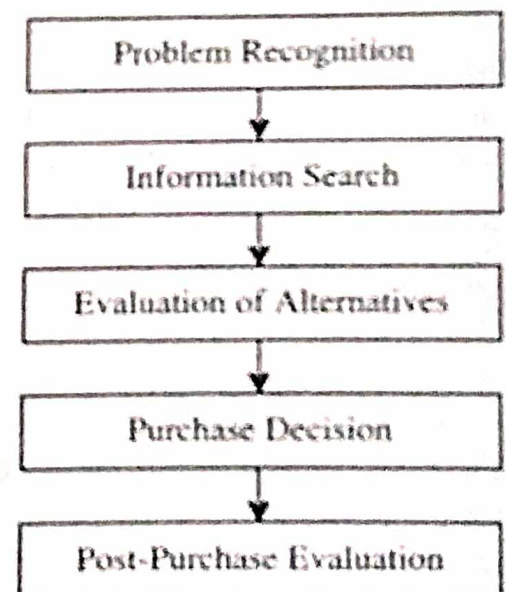 Problem Recognition
Information Search
Evaluation of Alternatives
Purchase Decision
Post-Purchase Evaluation